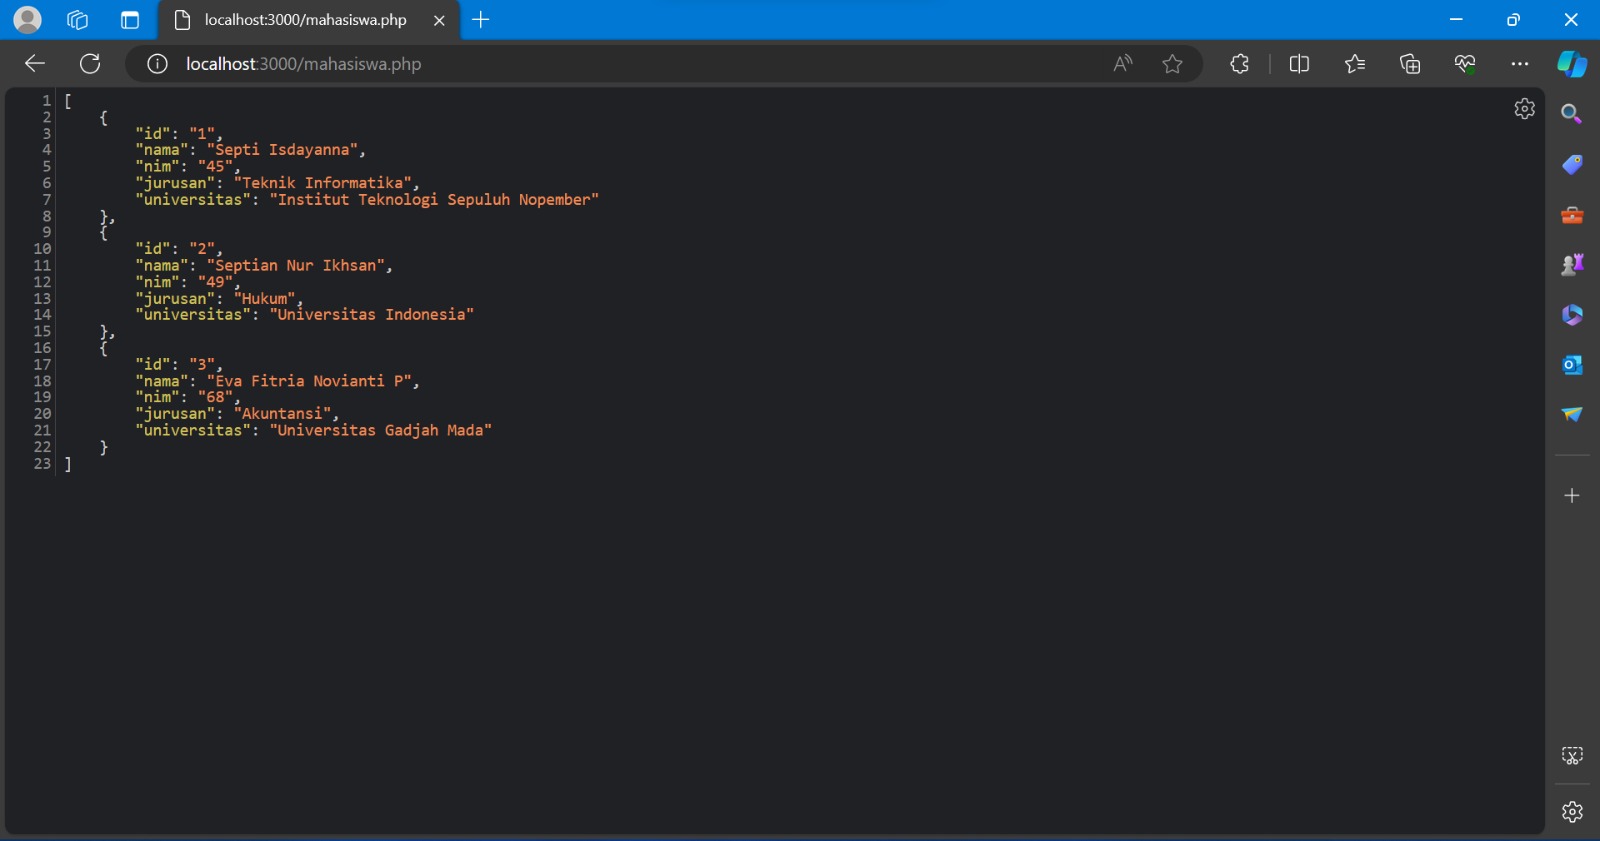 localhost:3000/mahasiswa.php
localhost:3000/mahasiswa.php
1 [
2 {
3 "id": "1",
4 "nama": "Septi Isdayanna",
5 "nim": "45",
6 "jurusan": "Teknik Informatika",
7 "universitas": "Institut Teknologi Sepuluh Nopember"
8 },
9 {
10 "id": "2",
11 "nama": "Septian Nur Ikhsan",
12 "nim": "49",
13 "jurusan": "Hukum",
14 "universitas": "Universitas Indonesia"
15 },
16 {
17 "id": "3",
18 "nama": "Eva Fitria Novianti P",
19 "nim": "68",
20 "jurusan": "Akuntansi",
21 "universitas": "Universitas Gadjah Mada"
22 }
23 ]